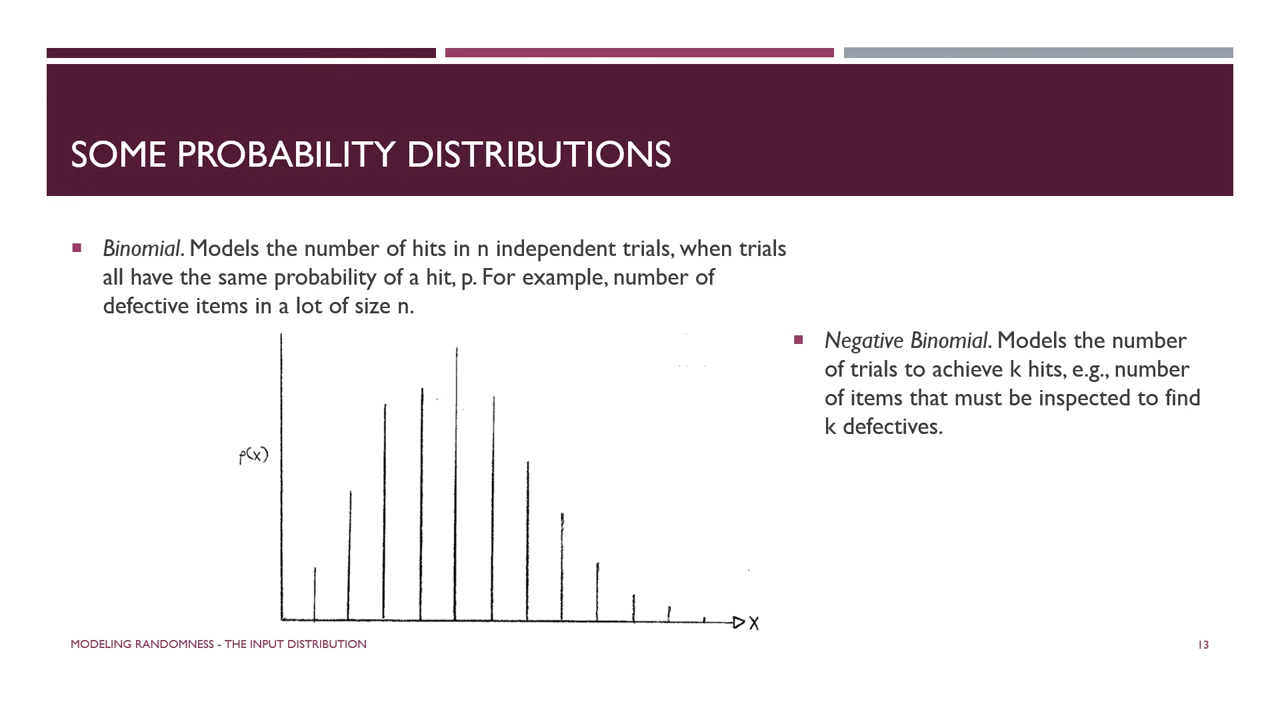 SOME PROBABILITY DISTRIBUTIONS
Binomial. Models the number of hits in n independent trials, when trials
all have the same probability of a hit, p. For example, number of
defective items in a lot of size n.
Negative Binomial. Models the number
of trials to achieve k hits, e.g., number
of items that must be inspected to find
k defectives.
p(x)
X
MODELING RANDOMNESS - THE INPUT DISTRIBUTION
13